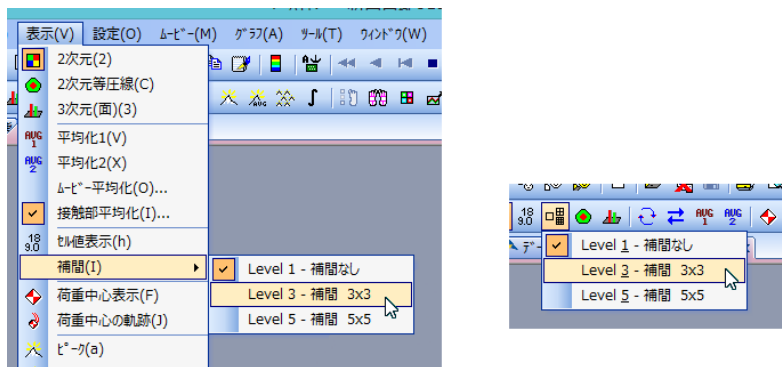 表示(V) 設定(O) ﾑｰﾋﾞｰ(M) ｸﾞﾗﾌ(A) ﾂｰﾙ(T) ｳｨﾝﾄﾞｳ(W)
2次元(2)
2次元等圧線(C)
3次元(面)(3)
AVG 1 平均化1(V)
AVG 2 平均化2(X)
ﾑｰﾋﾞｰ平均化(O)...
接触部平均化(I)...
18 9.0 ｾﾙ値表示(h)
補間(I)
Level 1 - 補間なし
Level 3 - 補間 3x3
Level 5 - 補間 5x5
荷重中心表示(F)
荷重中心の軌跡(J)
ﾋﾟｰｸ(a)
AVG
18 9.0 AVG 1 AVG 2
Level 1 - 補間なし
Level 3 - 補間 3x3
Level 5 - 補間 5x5